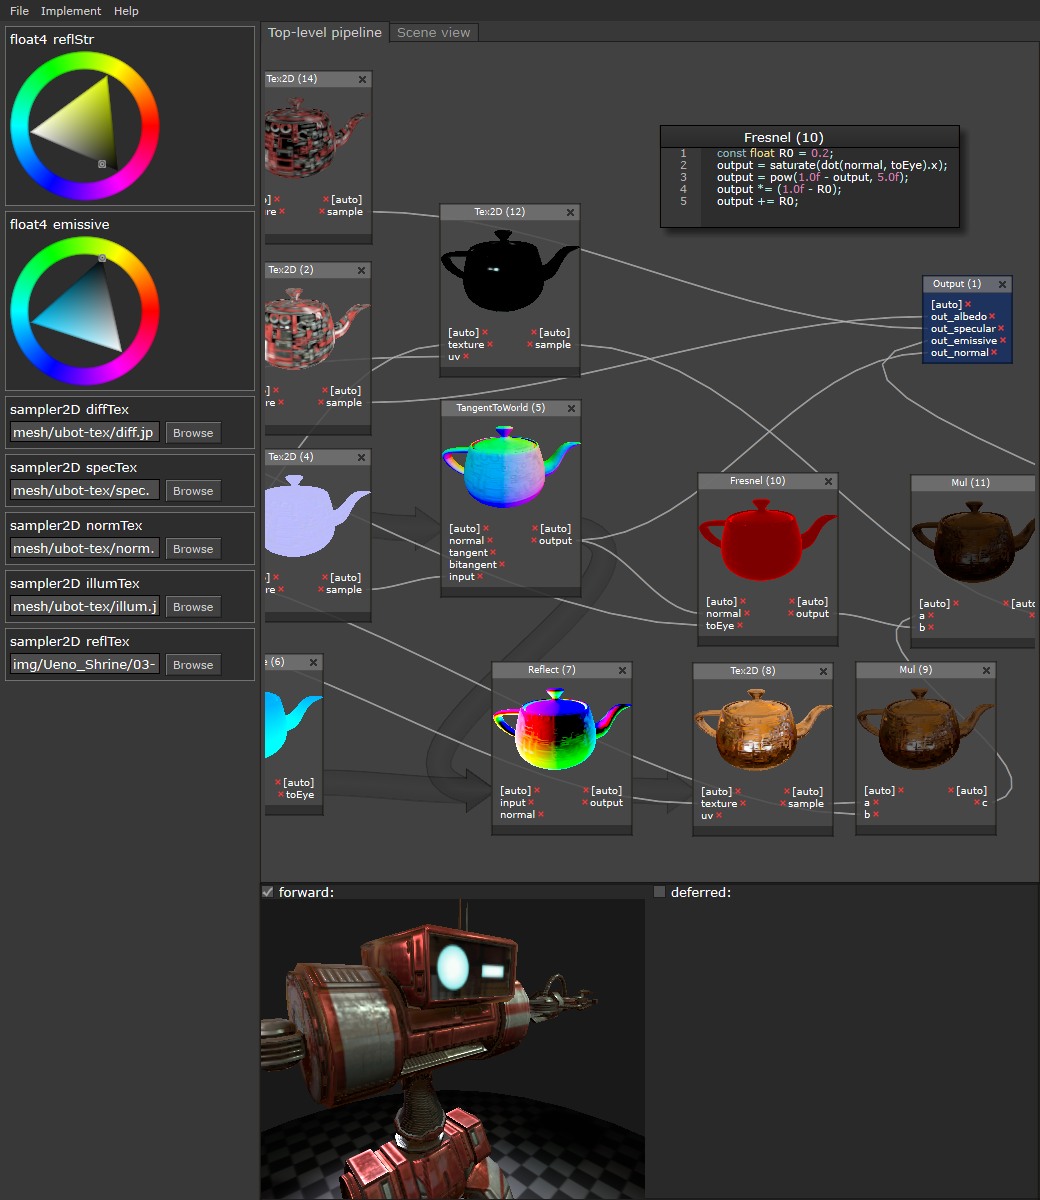 File Implement Help
float4 reflStr
float4 emissive
sampler2D diffTex
mesh/ubot-tex/diff.jp Browse
sampler2D specTex
mesh/ubot-tex/spec. Browse
sampler2D normTex
mesh/ubot-tex/norm. Browse
sampler2D illumTex
mesh/ubot-tex/illum.j Browse
sampler2D reflTex
img/Ueno_Shrine/03- Browse
Top-level pipeline Scene view
Tex2D (14)
[auto]
re sample
Tex2D (12)
[auto] [auto]
texture sample
uv
Fresnel (10)
1 const float R0 = 0.2;
2 output = saturate(dot(normal, toEye).x);
3 output = pow(1.0f - output, 5.0f);
4 output *= (1.0f - R0);
5 output += R0;
Tex2D (2)
[auto]
re sample
Output (1)
[auto]
out_albedo
out_specular
out_emissive
out_normal
Tex2D (4)
[auto]
re sample
TangentToWorld (5)
[auto] [auto]
normal output
tangent
bitangent
input
Fresnel (10)
[auto] [auto]
normal output
toEye
Mul (11)
[auto] [auto
a
b
(6)
[auto]
toEye
Reflect (7)
[auto] [auto]
input output
normal
Tex2D (8)
[auto] [auto]
texture sample
uv
Mul (9)
[auto] [auto]
a c
b
forward:
deferred: